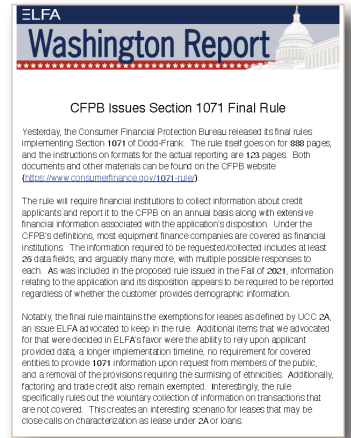 ELFA
Washington Report
CFPB Issues Section 1071 Final Rule
Yesterday, the Consumer Financial Protection Bureau released its final rules
implementing Section 1071 of Dodd-Frank. The rule itself goes on for 888 pages,
and the instructions on formats for the actual reporting are 123 pages. Both
documents and other materials can be found on the CFPB website
(https://www.consumerfinance.gov/1071-rule/)
The rule will require financial institutions to collect information about credit
applicants and report it to the CFPB on an annual basis along with extensive
financial information associated with the application's disposition. Under the
CFPB's definitions, most equipment finance companies are covered as financial
institutions. The information required to be requested/collected includes at least
26 data fields, and arguably many more, with multiple possible responses to
each. As was included in the proposed rule issued in the Fall of 2021, information
relating to the application and its disposition appears to be required to be reported
regardless of whether the customer provides demographic information.
Notably, the final rule maintains the exemptions for leases as defined by UCC 2A,
an issue ELFA advocated to keep in the rule. Additional items that we advocated
for that were decided in ELFA's favor were the ability to rely upon applicant
provided data, a longer implementation timeline, no requirement for covered
entities to provide 1071 information upon request from members of the public,
and a removal of the provisions requiring the surmising of ethnicities. Additionally,
factoring and trade credit also remain exempted. Interestingly, the rule
specifically rules out the voluntary collection of information on transactions that
are not covered. This creates an interesting scenario for leases that may be
close calls on characterization as lease under 2A or loans.